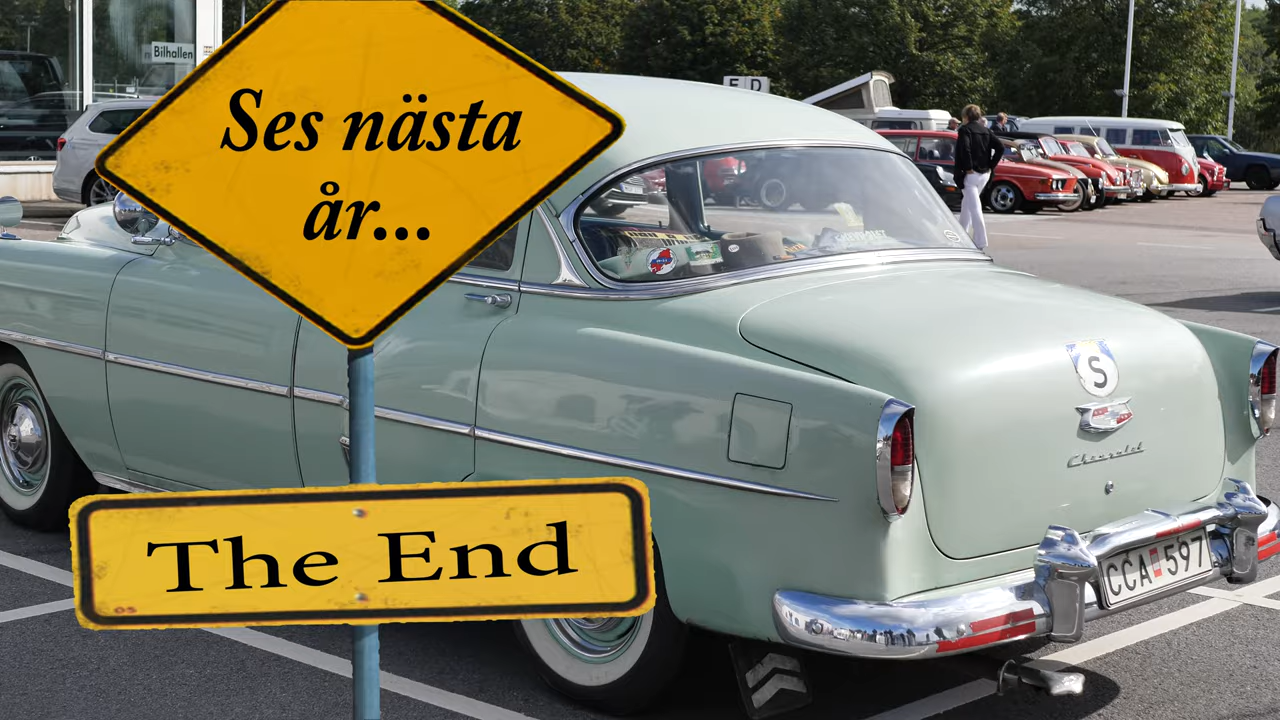 Bilhallen
Ses nästa
år...
The End
S
Chevrolet
CCA 597